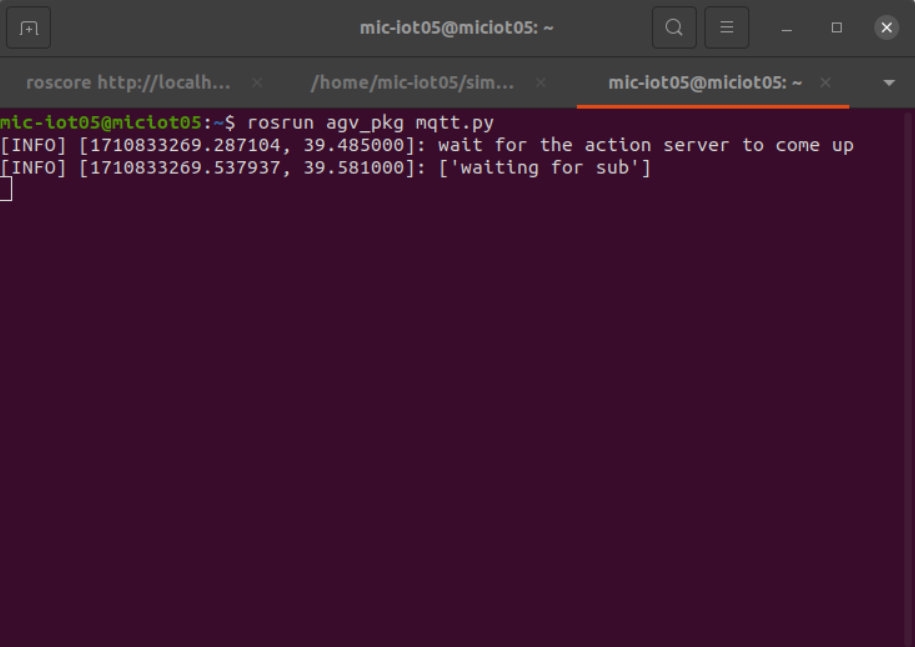 mic-iot05@miciot05: ~
roscore http://localh...
/home/mic-iot05/sim...
mic-iot05@miciot05: ~
mic-iot05@miciot05:~$ rosrun agv_pkg mqtt.py
[INFO] [1710833269.287104, 39.485000]: wait for the action server to come up
[INFO] [1710833269.537937, 39.581000]: ['waiting for sub']